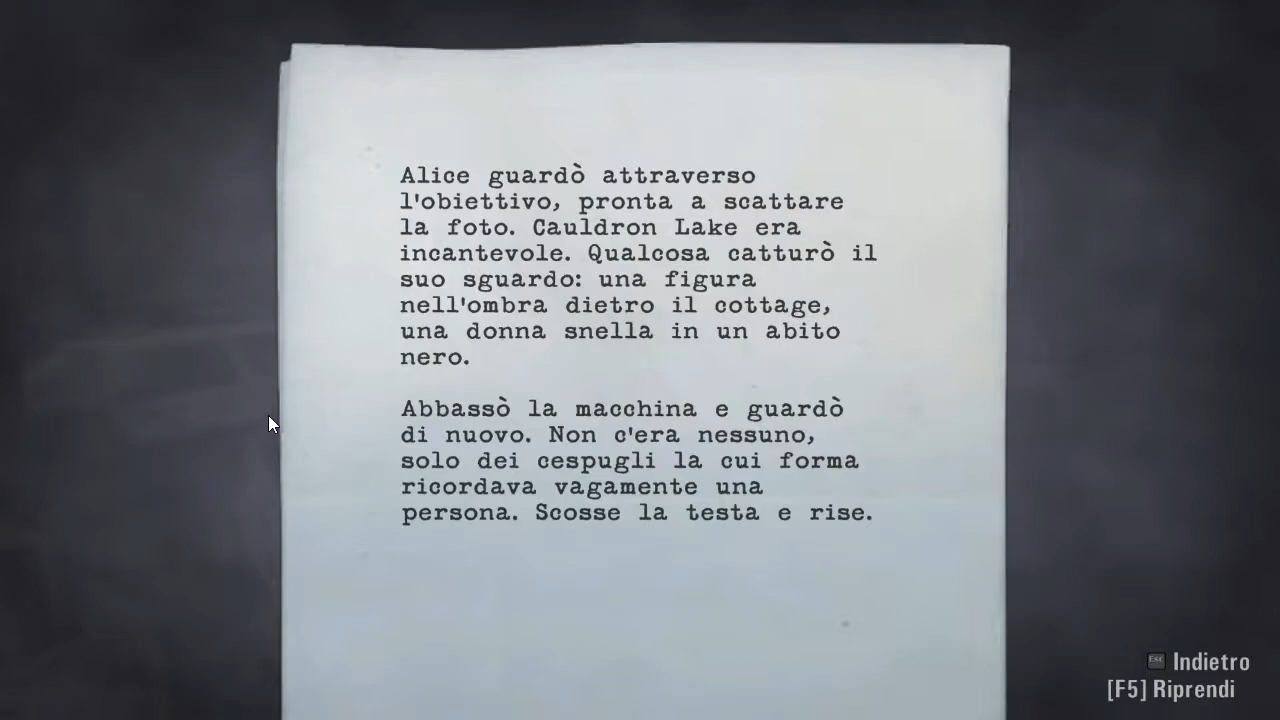 Alice guardò attraverso
l'obiettivo, pronta a scattare
la foto. Cauldron Lake era
incantevole. Qualcosa catturò il
suo sguardo: una figura
nell'ombra dietro il cottage,
una donna snella in un abito
nero.
Abbassò la macchina e guardò
di nuovo. Non c'era nessuno,
solo dei cespugli la cui forma
ricordava vagamente una
persona. Scosse la testa e rise.
Esc Indietro
[F5] Riprendi